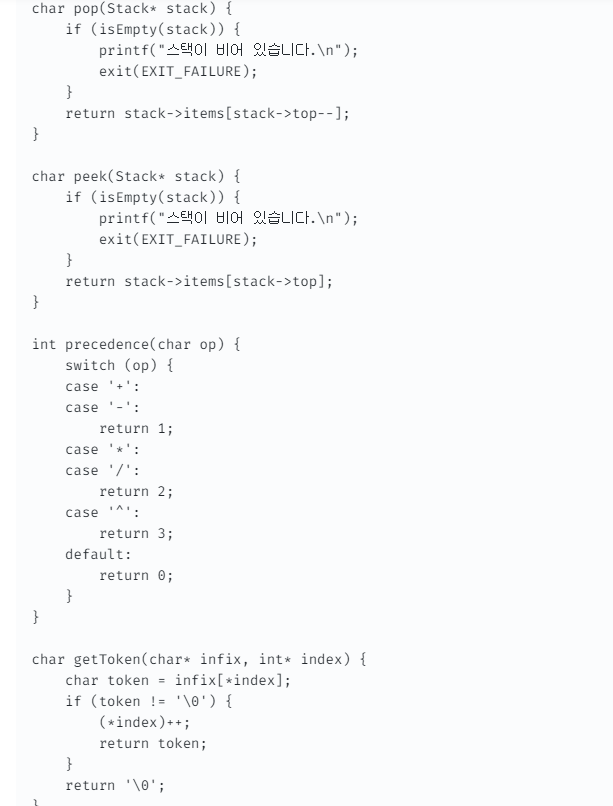 char pop(Stack* stack) {
    if (isEmpty(stack)) {
        printf("스택이 비어 있습니다.\n");
        exit(EXIT_FAILURE);
    }
    return stack->items[stack->top--];
}

char peek(Stack* stack) {
    if (isEmpty(stack)) {
        printf("스택이 비어 있습니다.\n");
        exit(EXIT_FAILURE);
    }
    return stack->items[stack->top];
}

int precedence(char op) {
    switch (op) {
    case '+':
    case '-':
        return 1;
    case '*':
    case '/':
        return 2;
    case '^':
        return 3;
    default:
        return 0;
    }
}

char getToken(char* infix, int* index) {
    char token = infix[*index];
    if (token != '\0') {
        (*index)++;
        return token;
    }
    return '\0';
}